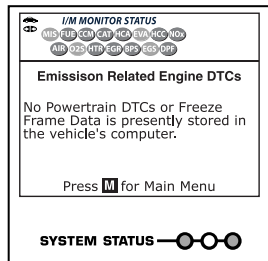 I/M MONITOR STATUS
MIS FUE CCM CAT HCA EVA HCC NOx
AIR O2S HTR EGR BPS EGS DPF
Emissison Related Engine DTCs
No Powertrain DTCs or Freeze
Frame Data is presently stored in
the vehicle's computer.
Press M for Main Menu
SYSTEM STATUS